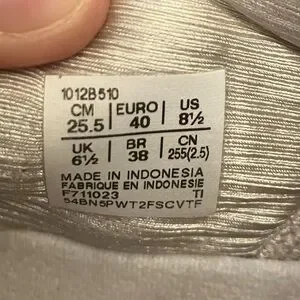 1012B510
CM EURO US
25.5 40 8½
UK BR CN
6½ 38 255(2.5)
MADE IN INDONESIA
FABRIQUE EN INDONESIE
F711023 TI
54BN5PWT2FSCVTF